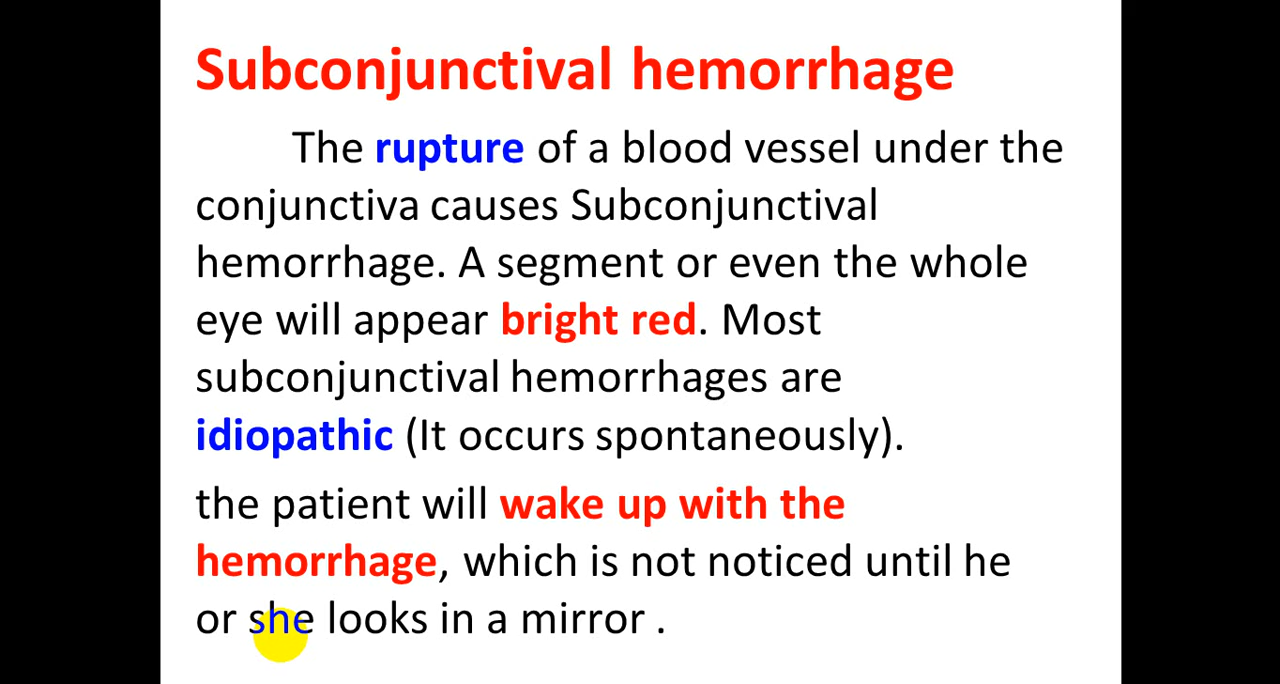 Subconjunctival hemorrhage
The rupture of a blood vessel under the
conjunctiva causes Subconjunctival
hemorrhage. A segment or even the whole
eye will appear bright red. Most
subconjunctival hemorrhages are
idiopathic (It occurs spontaneously).
the patient will wake up with the
hemorrhage, which is not noticed until he
or she looks in a mirror .